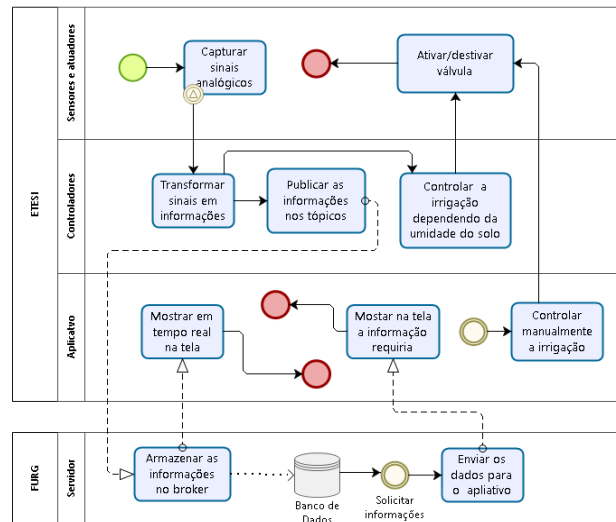 ETESI
Sensores e atuadores
Capturar
sinais
analógicos
Ativar/destivar
válvula
Controladores
Transformar
sinais em
informações
Publicar as
informações
nos tópicos
Controlar a
irrigação
dependendo da
umidade do solo
Aplicatvo
Mostrar em
tempo real
na tela
Mostar na tela
a informação
requiria
Controlar
manualmente
a irrigação
FURG
Servidor
Armazenar as
informações
no broker
Banco de
Dados
Solicitar
informações
Enviar os
dados para
o apliativo